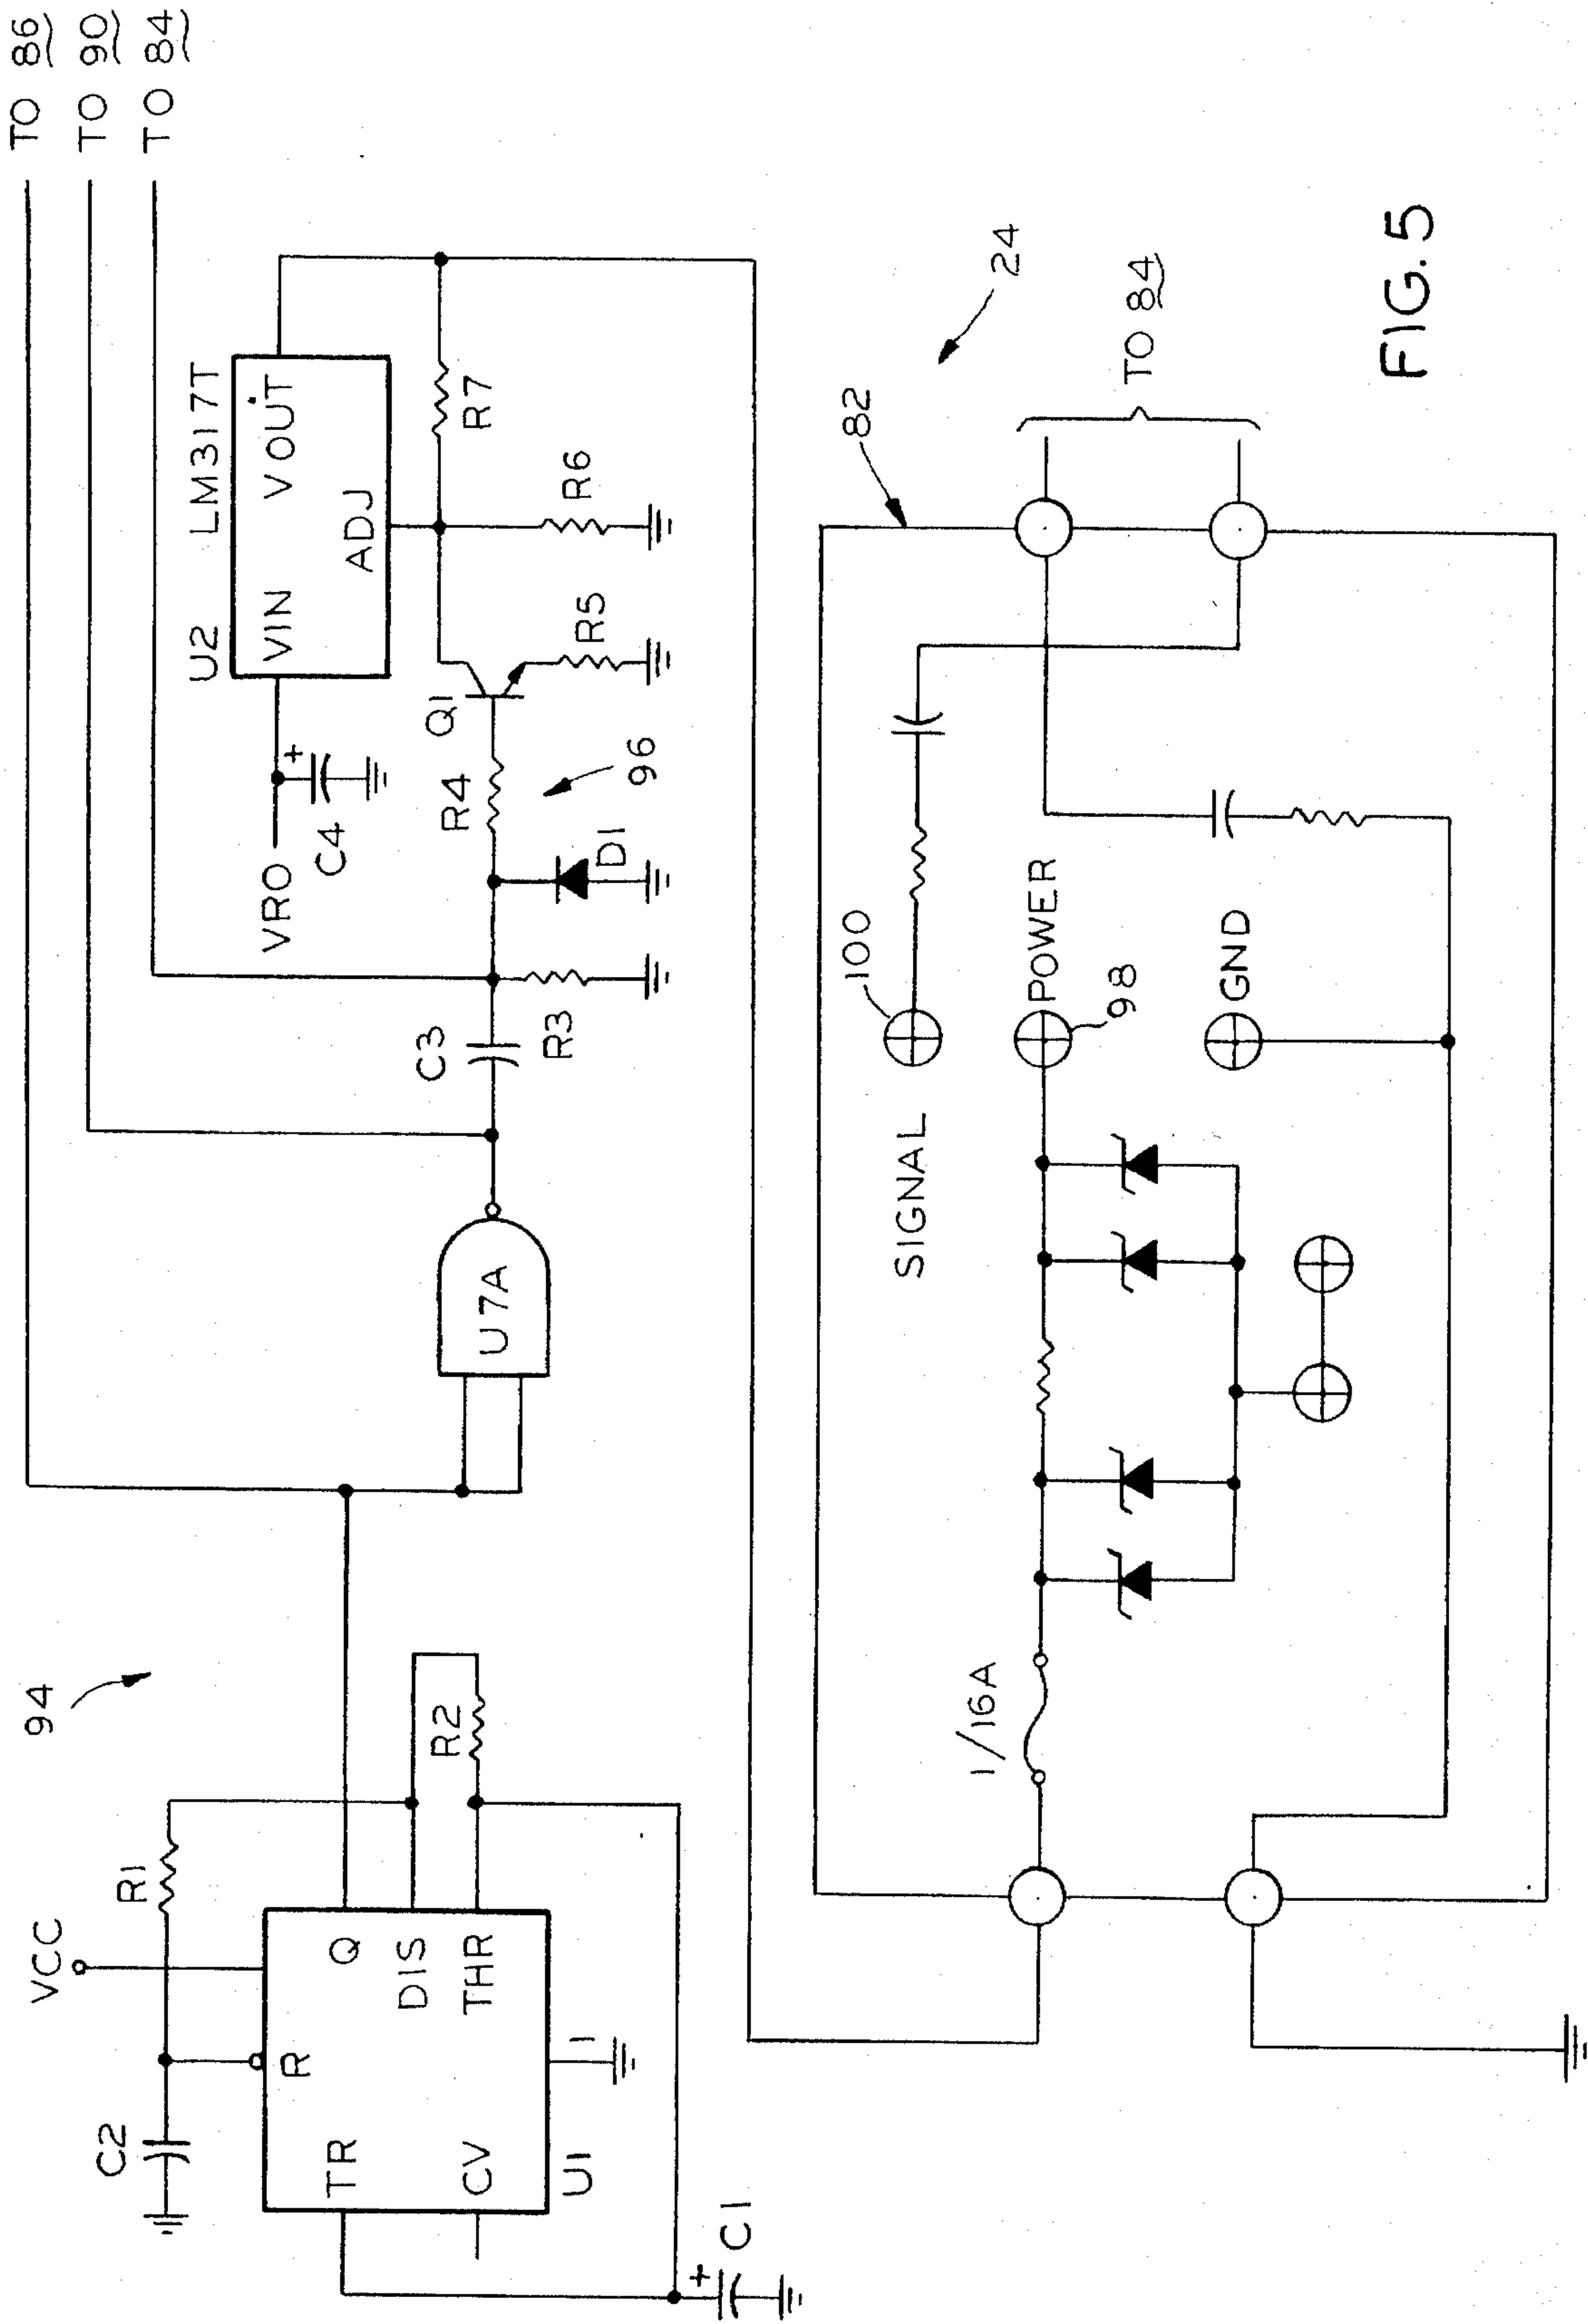 TO 86
TO 90
TO 84
94
VCC
R1
C2
R
Q
DIS
THR
TR
CV
U1
1
R2
C1
+
U7A
C3
R3
D1
R4
96
Q1
R5
R6
R7
VRO
C4
+
U2 LM317T
VIN
V OUT
ADJ
24
82
TO 84
100
SIGNAL
POWER
98
GND
1/16A
FIG. 5